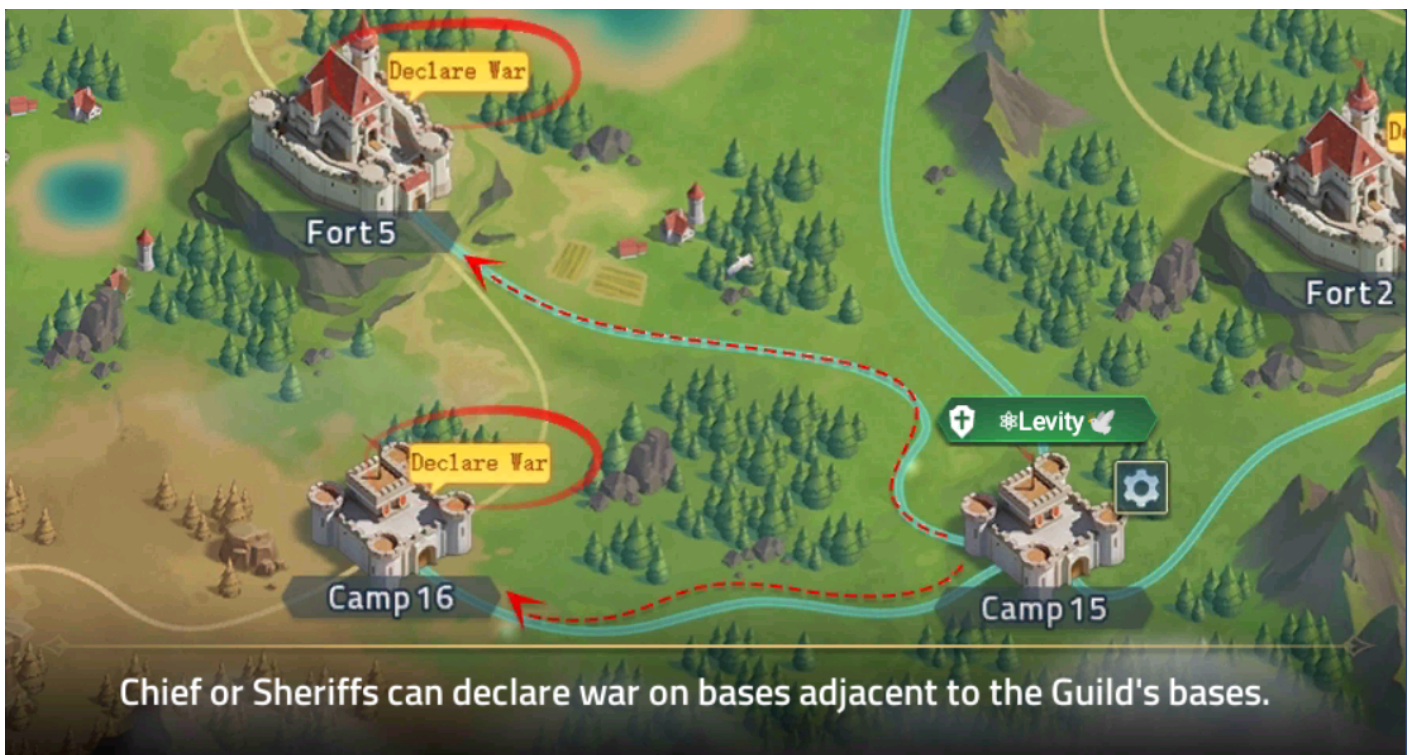 Declare War
Fort 5
Fort 2
Levity
Declare War
Camp 16
Camp 15
Chief or Sheriffs can declare war on bases adjacent to the Guild's bases.